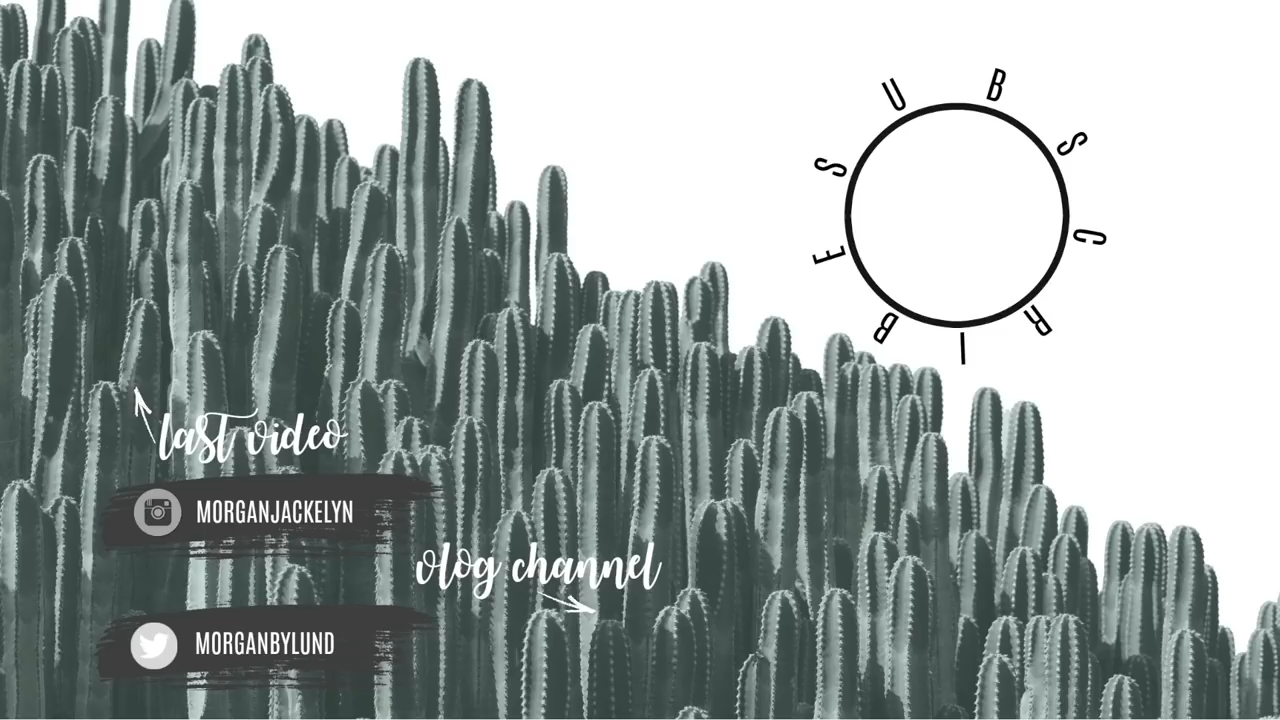 SUBSCRIBE
last video
MORGANJACKELYN
vlog channel
MORGANBYLUND